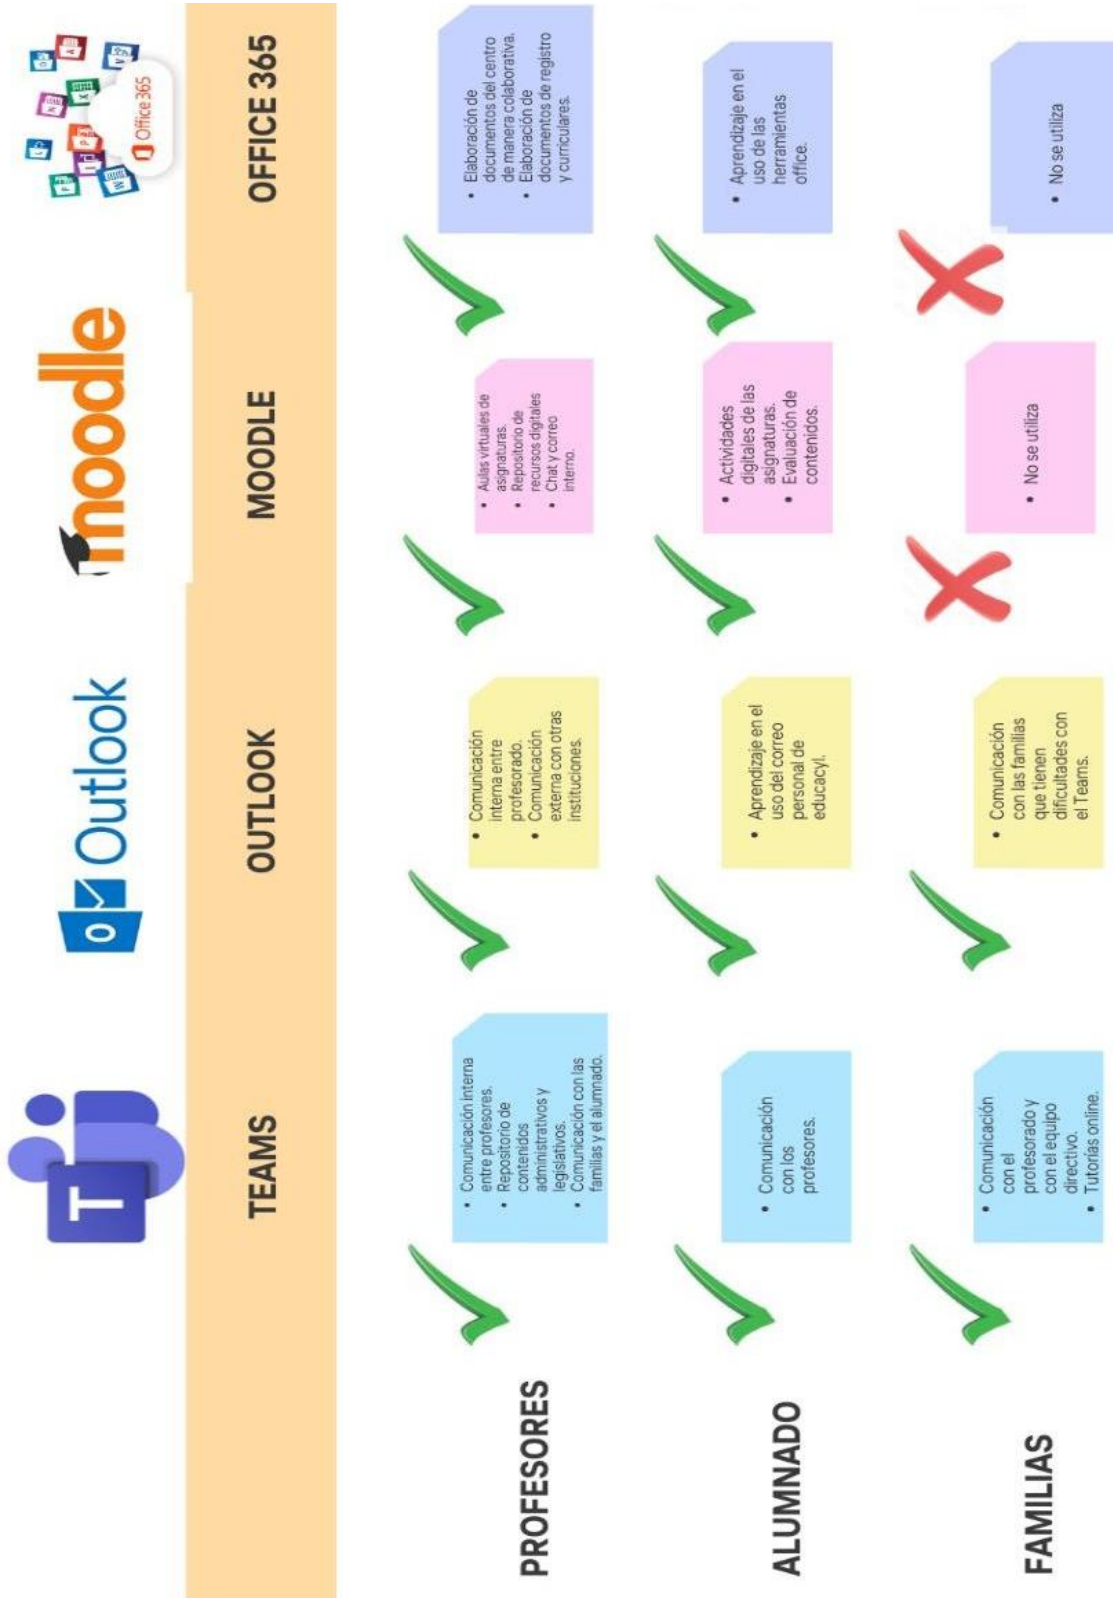 Outlook
moodle
Office 365
TEAMS
OUTLOOK
MOODLE
OFFICE 365
PROFESORES
• Comunicación interna
entre profesores.
• Repositorio de
contenidos
administrativos y
legislativos.
• Comunicación con las
familias y el alumnado.
• Comunicación
interna entre
profesorado.
• Comunicación
externa con otras
instituciones.
• Aulas virtuales de
asignaturas.
• Repositorio de
recursos digitales
• Chat y correo
interno.
• Elaboración de
documentos del centro
de manera colaborativa.
• Elaboración de
documentos de registro
y curriculares.
ALUMNADO
• Comunicación
con los
profesores.
• Aprendizaje en el
uso del correo
personal de
educacyl.
• Actividades
digitales de las
asignaturas.
• Evaluación de
contenidos.
• Aprendizaje en el
uso de las
herramientas
office.
FAMILIAS
• Comunicación
con el
profesorado y
con el equipo
directivo.
• Tutorías online.
• Comunicación
con las familias
que tienen
dificultades con
el Teams.
• No se utiliza
• No se utiliza